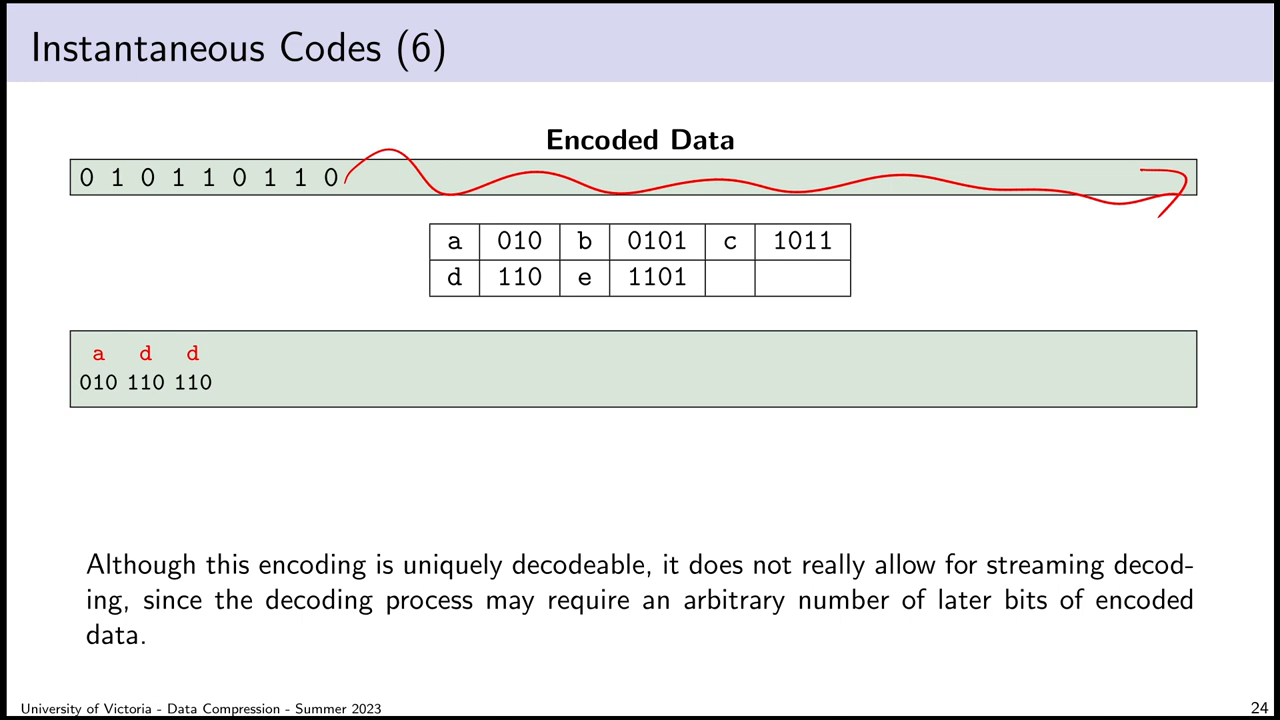 Instantaneous Codes (6)
Encoded Data
0 1 0 1 1 0 1 1 0
a 010 b 0101 c 1011
d 110 e 1101
a d d
010 110 110
Although this encoding is uniquely decodeable, it does not really allow for streaming decod-
ing, since the decoding process may require an arbitrary number of later bits of encoded
data.
University of Victoria - Data Compression - Summer 2023 24